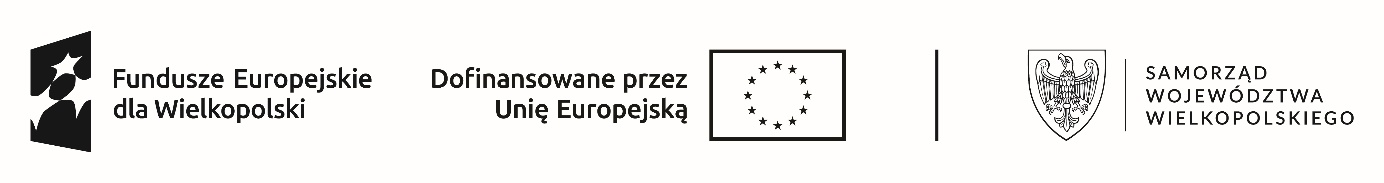 Fundusze Europejskie
dla Wielkopolski
Dofinansowane przez
Unię Europejską
SAMORZĄD
WOJEWÓDZTWA
WIELKOPOLSKIEGO